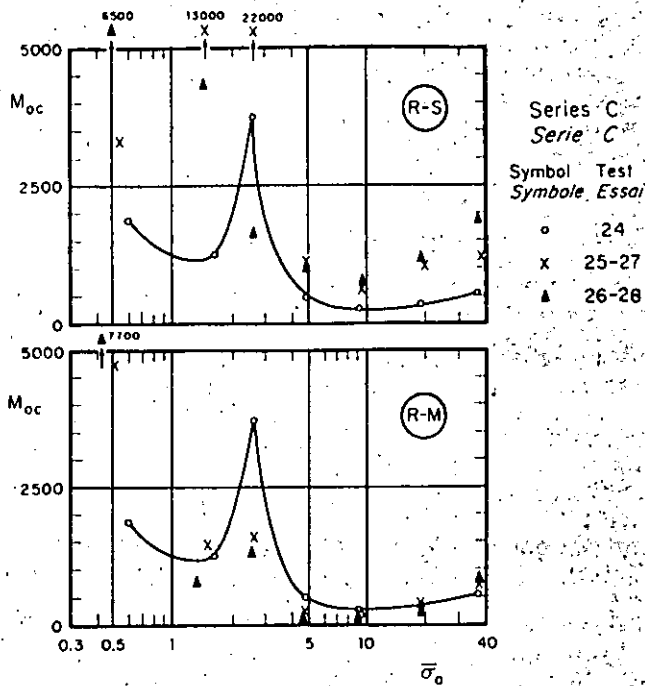 6500 13000 22000
5000
M_oc
R-S
2500
0
Series C
Serie C
Symbol Test
Symbole Essai
o 24
x 25-27
▲ 26-28
7700
5000
M_oc
R-M
2500
0
0.3 0.5 1 5 10 40
σ̅_a